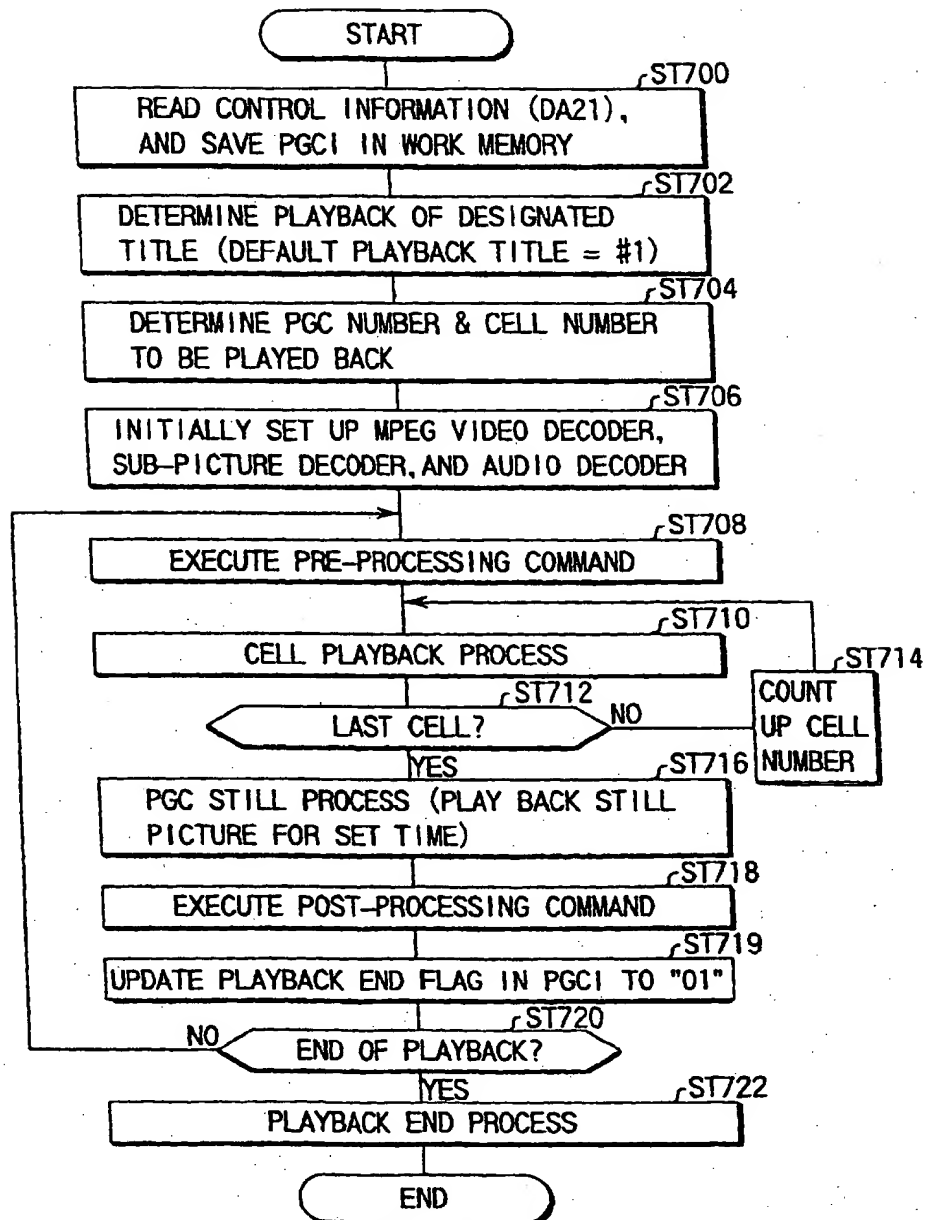 START
ST700
READ CONTROL INFORMATION (DA21),
AND SAVE PGCI IN WORK MEMORY
ST702
DETERMINE PLAYBACK OF DESIGNATED
TITLE (DEFAULT PLAYBACK TITLE = #1)
ST704
DETERMINE PGC NUMBER & CELL NUMBER
TO BE PLAYED BACK
ST706
INITIALLY SET UP MPEG VIDEO DECODER,
SUB-PICTURE DECODER, AND AUDIO DECODER
ST708
EXECUTE PRE-PROCESSING COMMAND
ST710
CELL PLAYBACK PROCESS
ST712
LAST CELL?
NO
ST714
COUNT
UP CELL
NUMBER
YES
ST716
PGC STILL PROCESS (PLAY BACK STILL
PICTURE FOR SET TIME)
ST718
EXECUTE POST-PROCESSING COMMAND
ST719
UPDATE PLAYBACK END FLAG IN PGCI TO "01"
ST720
NO
END OF PLAYBACK?
YES
ST722
PLAYBACK END PROCESS
END